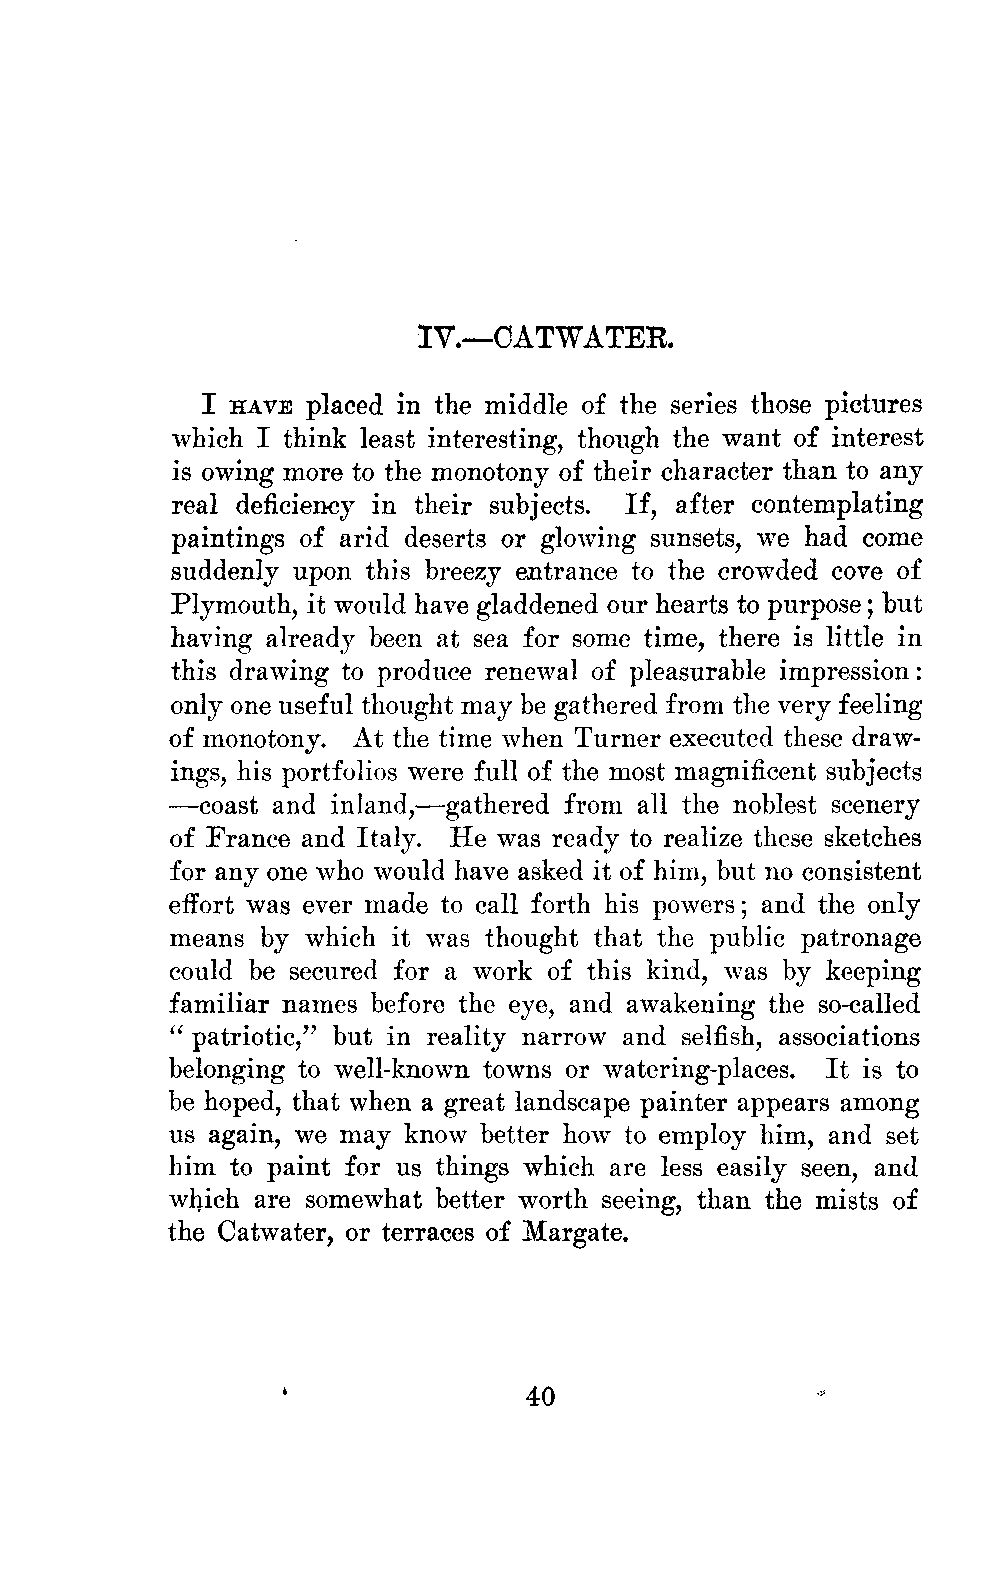 IV.—CATWATER.
I HAVE placed in the middle of the series those pictures
which I think least interesting, though the want of interest
is owing more to the monotony of their character than to any
real deficiency in their subjects. If, after contemplating
paintings of arid deserts or glowing sunsets, we had come
suddenly upon this breezy entrance to the crowded cove of
Plymouth, it would have gladdened our hearts to purpose; but
having already been at sea for some time, there is little in
this drawing to produce renewal of pleasurable impression:
only one useful thought may be gathered from the very feeling
of monotony. At the time when Turner executed these draw-
ings, his portfolios were full of the most magnificent subjects
—coast and inland,—gathered from all the noblest scenery
of France and Italy. He was ready to realize these sketches
for any one who would have asked it of him, but no consistent
effort was ever made to call forth his powers; and the only
means by which it was thought that the public patronage
could be secured for a work of this kind, was by keeping
familiar names before the eye, and awakening the so-called
“patriotic,” but in reality narrow and selfish, associations
belonging to well-known towns or watering-places. It is to
be hoped, that when a great landscape painter appears among
us again, we may know better how to employ him, and set
him to paint for us things which are less easily seen, and
which are somewhat better worth seeing, than the mists of
the Catwater, or terraces of Margate.
40